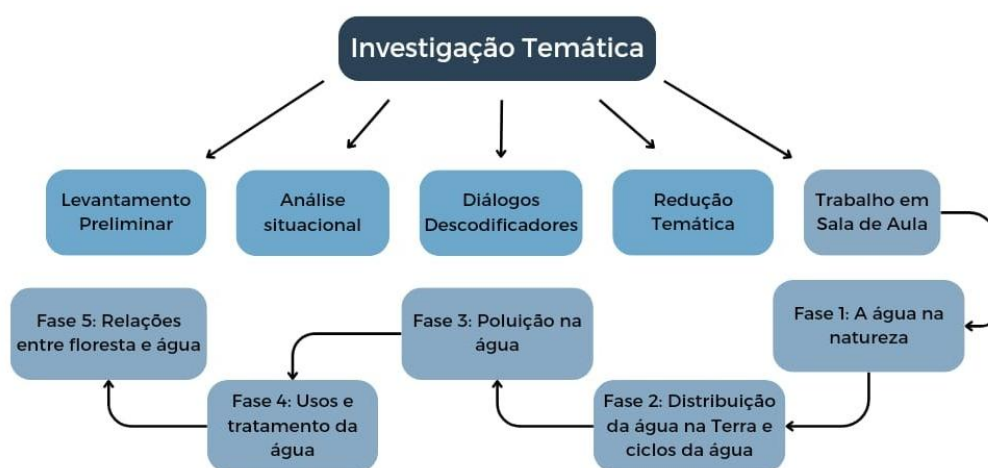 Investigação Temática
Levantamento
Preliminar
Análise
situacional
Diálogos
Descodificadores
Redução
Temática
Trabalho em
Sala de Aula
Fase 1: A água na
natureza
Fase 2: Distribuição
da água na Terra e
ciclos da água
Fase 3: Poluição na
água
Fase 4: Usos e
tratamento da
água
Fase 5: Relações
entre floresta e água